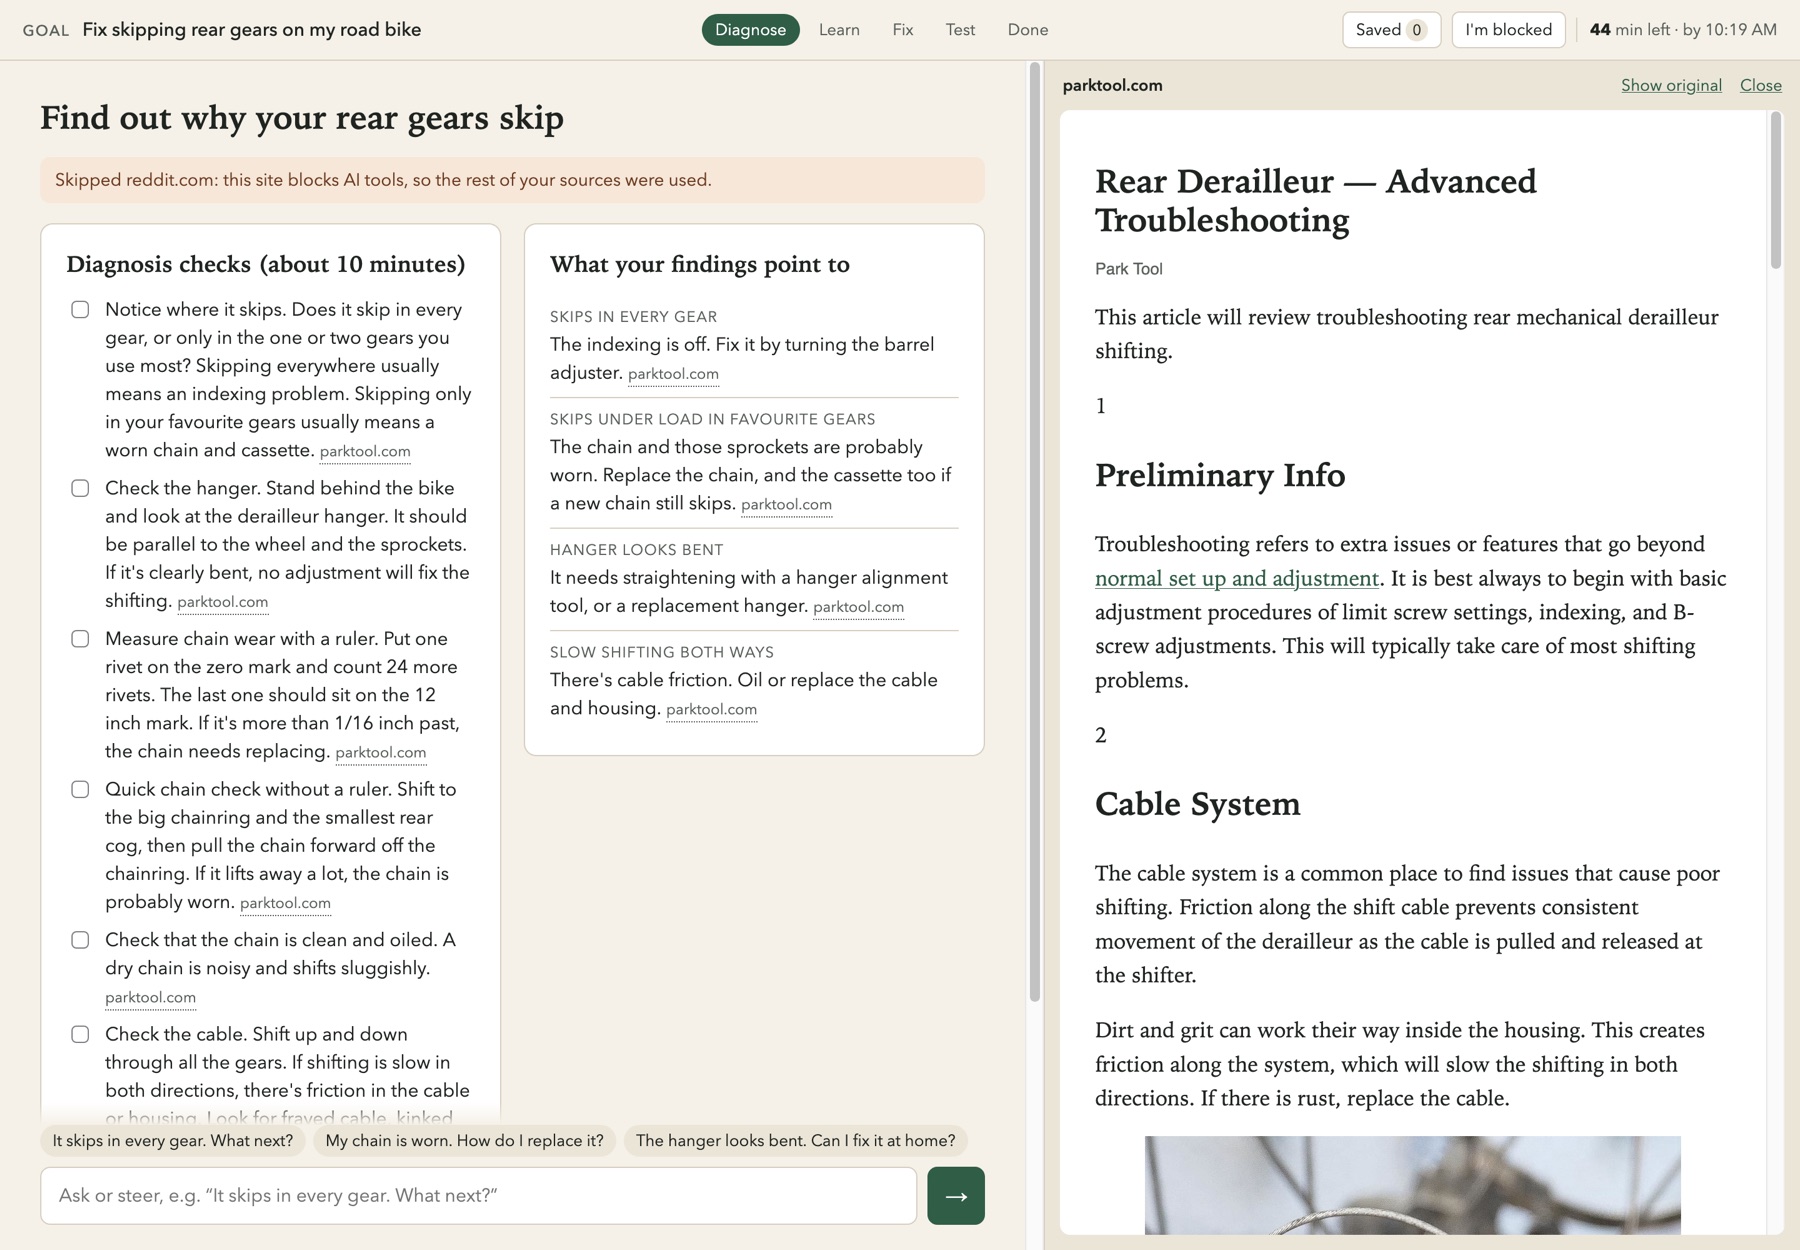 GOAL Fix skipping rear gears on my road bike
Diagnose
Learn
Fix
Test
Done
Saved 0
I'm blocked
44 min left · by 10:19 AM
Find out why your rear gears skip
Skipped reddit.com: this site blocks AI tools, so the rest of your sources were used.
Diagnosis checks (about 10 minutes)
Notice where it skips. Does it skip in every
gear, or only in the one or two gears you
use most? Skipping everywhere usually
means an indexing problem. Skipping only
in your favourite gears usually means a
worn chain and cassette. parktool.com
Check the hanger. Stand behind the bike
and look at the derailleur hanger. It should
be parallel to the wheel and the sprockets.
If it's clearly bent, no adjustment will fix the
shifting. parktool.com
Measure chain wear with a ruler. Put one
rivet on the zero mark and count 24 more
rivets. The last one should sit on the 12
inch mark. If it's more than 1/16 inch past,
the chain needs replacing. parktool.com
Quick chain check without a ruler. Shift to
the big chainring and the smallest rear
cog, then pull the chain forward off the
chainring. If it lifts away a lot, the chain is
probably worn. parktool.com
Check that the chain is clean and oiled. A
dry chain is noisy and shifts sluggishly.
parktool.com
Check the cable. Shift up and down
through all the gears. If shifting is slow in
both directions, there's friction in the cable
or housing. Look for frayed cable, kinked
What your findings point to
SKIPS IN EVERY GEAR
The indexing is off. Fix it by turning the barrel
adjuster. parktool.com
SKIPS UNDER LOAD IN FAVOURITE GEARS
The chain and those sprockets are probably
worn. Replace the chain, and the cassette too if
a new chain still skips. parktool.com
HANGER LOOKS BENT
It needs straightening with a hanger alignment
tool, or a replacement hanger. parktool.com
SLOW SHIFTING BOTH WAYS
There's cable friction. Oil or replace the cable
and housing. parktool.com
It skips in every gear. What next?
My chain is worn. How do I replace it?
The hanger looks bent. Can I fix it at home?
Ask or steer, e.g. “It skips in every gear. What next?”
→
parktool.com
Show original
Close
Rear Derailleur — Advanced
Troubleshooting
Park Tool
This article will review troubleshooting rear mechanical derailleur
shifting.
1
Preliminary Info
Troubleshooting refers to extra issues or features that go beyond
normal set up and adjustment. It is best always to begin with basic
adjustment procedures of limit screw settings, indexing, and B-
screw adjustments. This will typically take care of most shifting
problems.
2
Cable System
The cable system is a common place to find issues that cause poor
shifting. Friction along the shift cable prevents consistent
movement of the derailleur as the cable is pulled and released at
the shifter.
Dirt and grit can work their way inside the housing. This creates
friction along the system, which will slow the shifting in both
directions. If there is rust, replace the cable.